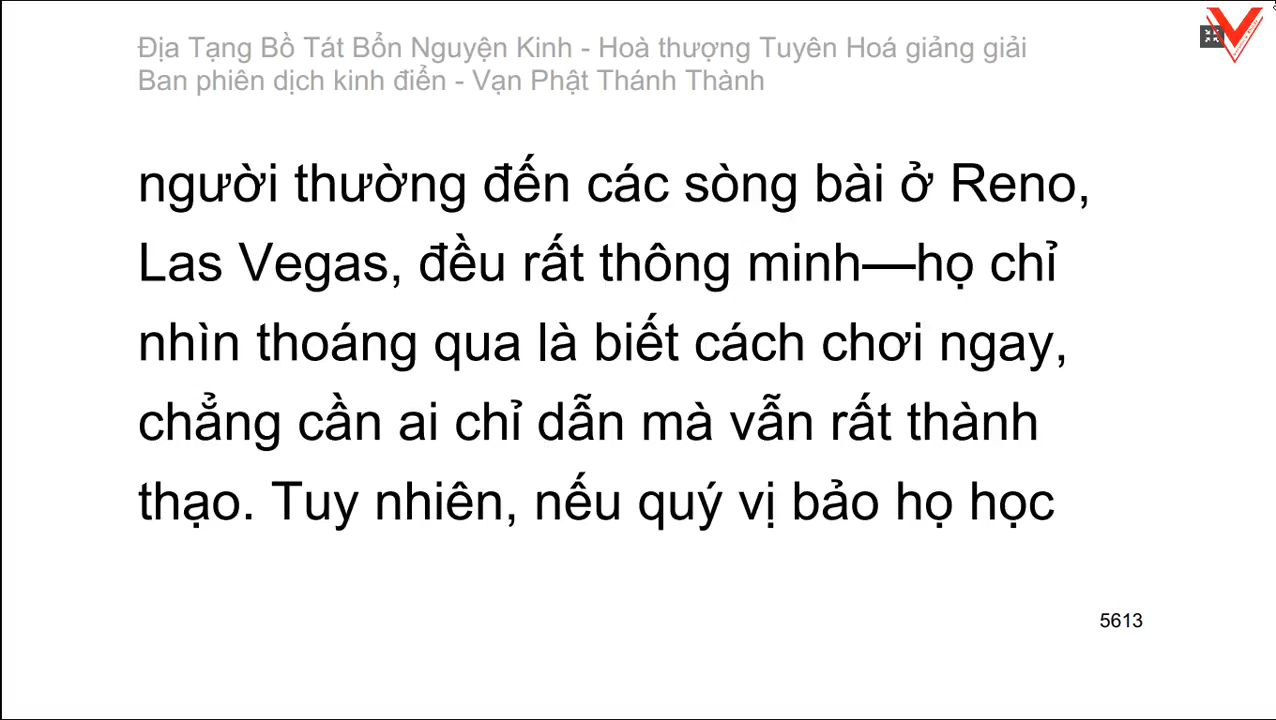 Địa Tạng Bồ Tát Bổn Nguyện Kinh - Hoà thượng Tuyên Hoá giảng giải
Ban phiên dịch kinh điển - Vạn Phật Thánh Thành
người thường đến các sòng bài ở Reno,
Las Vegas, đều rất thông minh—họ chỉ
nhìn thoáng qua là biết cách chơi ngay,
chẳng cần ai chỉ dẫn mà vẫn rất thành
thạo. Tuy nhiên, nếu quý vị bảo họ học
5613